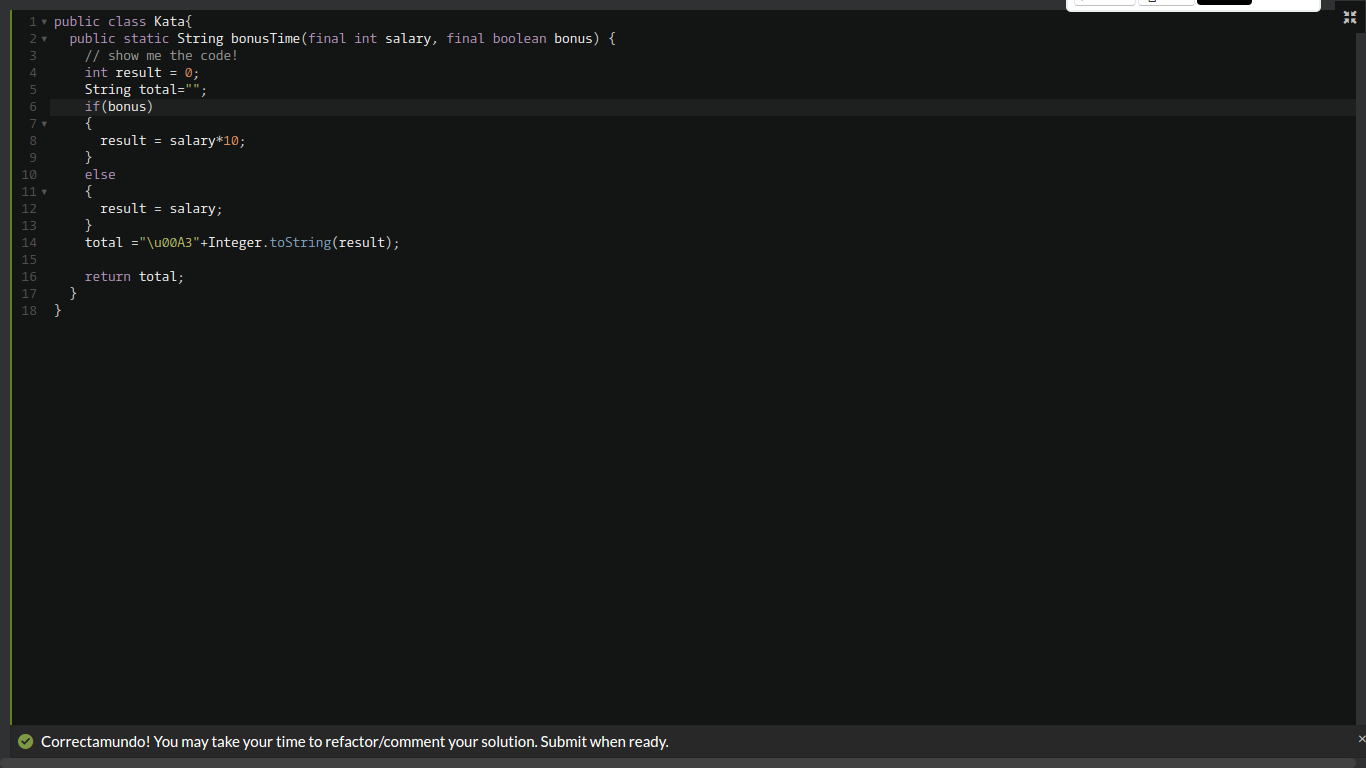 1 public class Kata{
2 public static String bonusTime(final int salary, final boolean bonus) {
3 // show me the code!
4 int result = 0;
5 String total="";
6 if(bonus)
7 {
8 result = salary*10;
9 }
10 else
11 {
12 result = salary;
13 }
14 total ="\u00A3"+Integer.toString(result);
15
16 return total;
17 }
18 }
Correctamundo! You may take your time to refactor/comment your solution. Submit when ready.